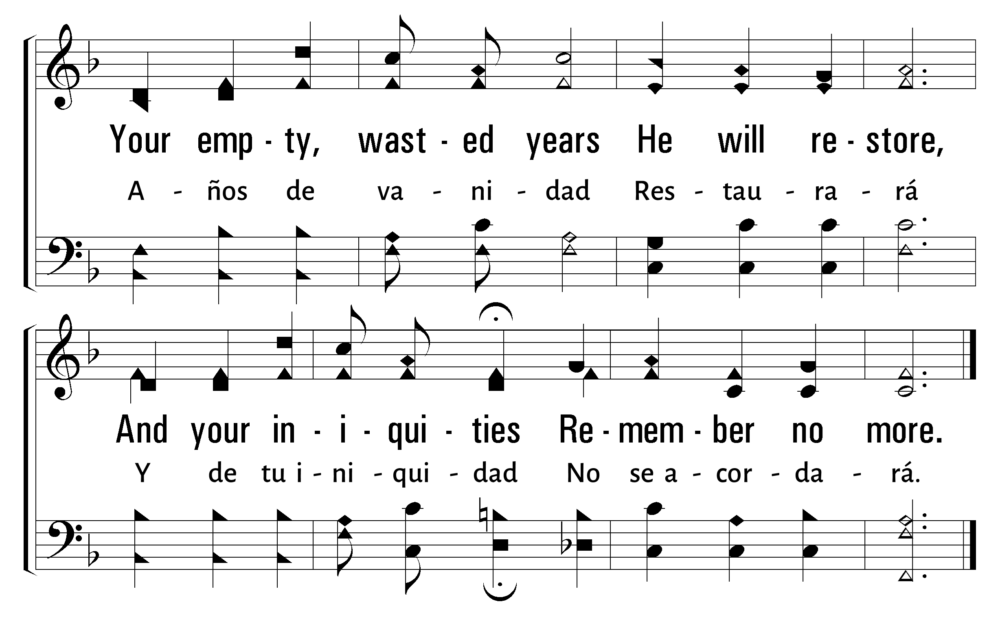 Your emp - ty, wast - ed years He will re - store,
A - ños de va - ni - dad Res - tau - ra - rá
And your in - i - qui - ties Re - mem - ber no more.
Y de tu i - ni - qui - dad No se a - cor - da - rá.